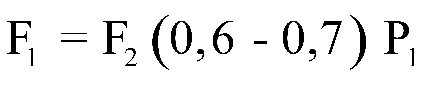 F₁ = F₂ (0,6 - 0,7) P₁